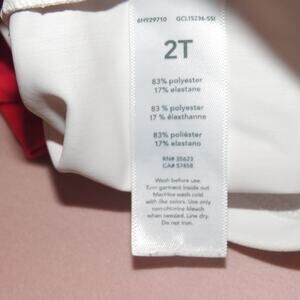 6H929710 GCL1S236-SSI
2T
83% polyester
17% elastane
83 % polyester
17 % élasthanne
83% poliéster
17% elastano
RN# 35623
CA# 57858
Wash before use.
Turn garment inside out
Machine wash cold
with like colors. Use only
non-chlorine bleach
when needed. Line dry.
Do not iron.